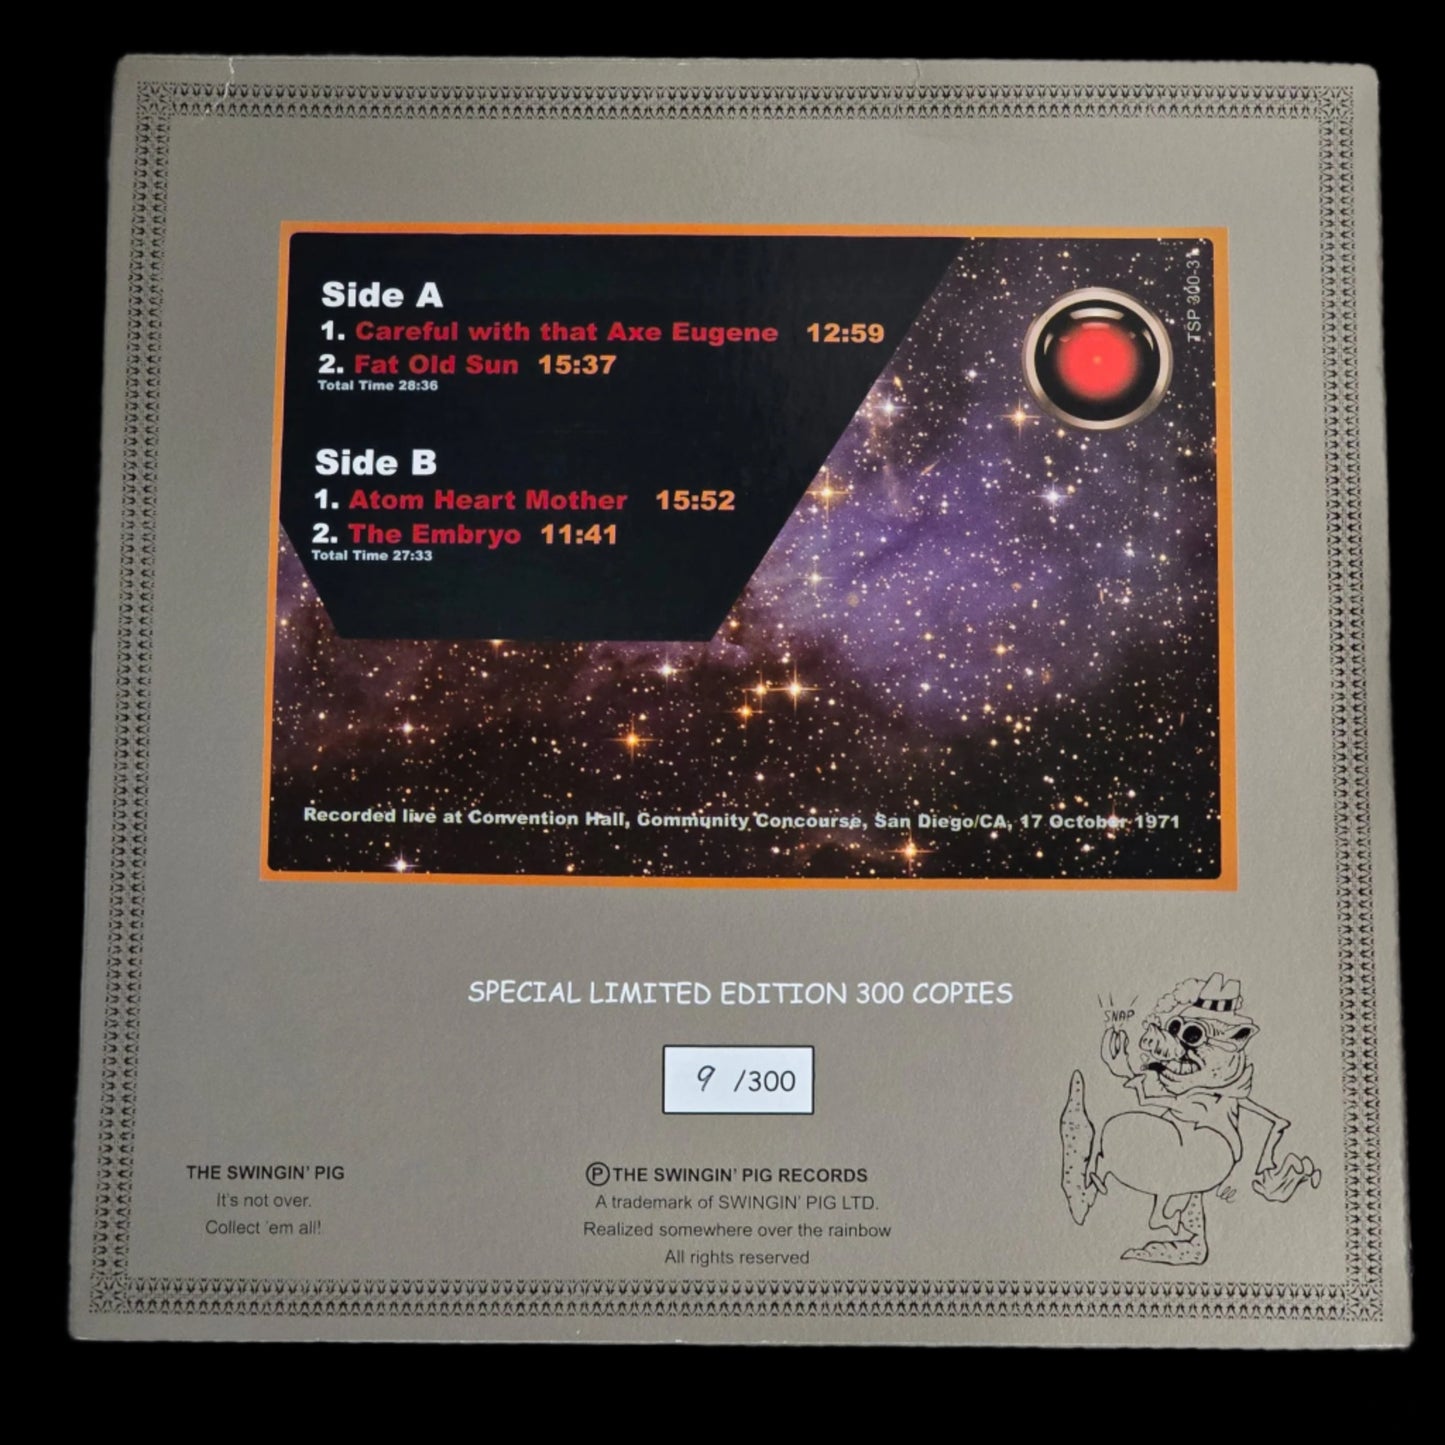 TSP 300-31
Side A
1. Careful with that Axe Eugene 12:59
2. Fat Old Sun 15:37
Total Time 28:36
Side B
1. Atom Heart Mother 15:52
2. The Embryo 11:41
Total Time 27:33
Recorded live at Convention Hall, Community Concourse, San Diego/CA, 17 October 1971
SPECIAL LIMITED EDITION 300 COPIES
SNAP
9 /300
THE SWINGIN' PIG
It's not over.
Collect 'em all!
ⓅTHE SWINGIN' PIG RECORDS
A trademark of SWINGIN' PIG LTD.
Realized somewhere over the rainbow
All rights reserved